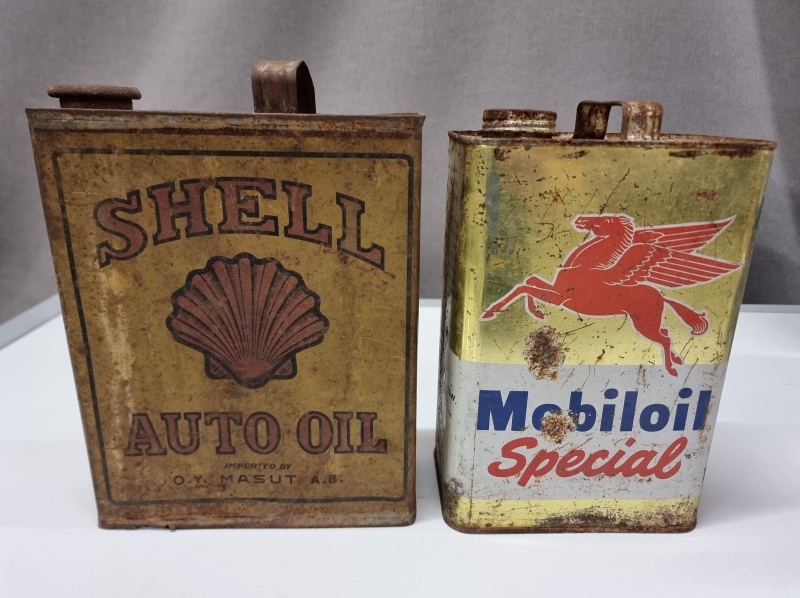 SHELL
AUTO OIL
IMPORTED BY
O.Y. MASUT A.B.
Mobiloil
Special